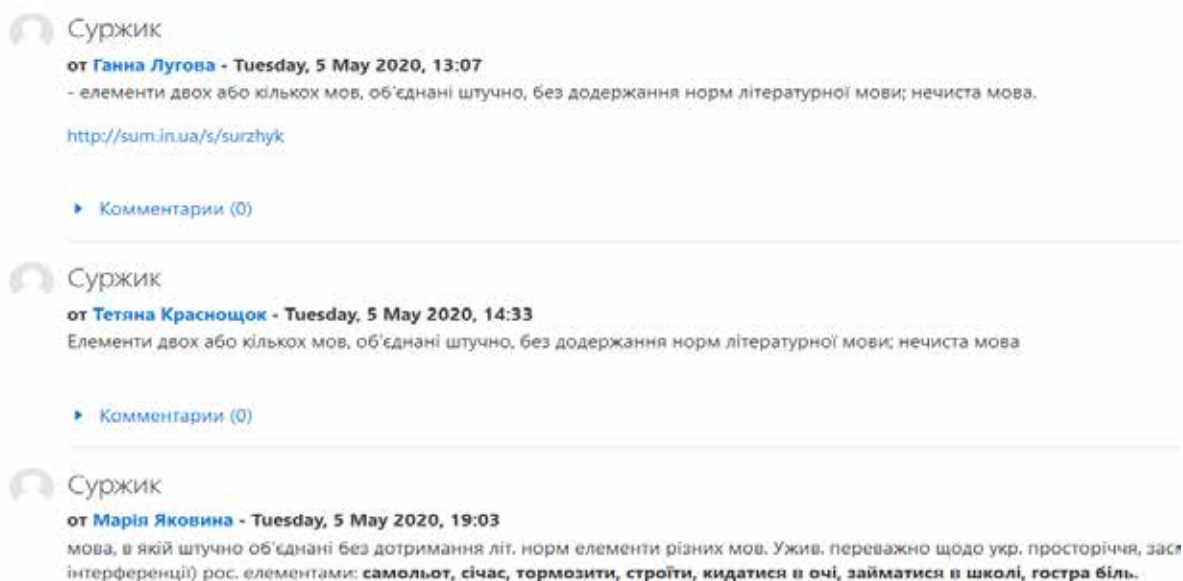 Суржик
от Ганна Лугова - Tuesday, 5 May 2020, 13:07
- елементи двох або кількох мов, об'єднані штучно, без додержання норм літературної мови; нечиста мова.
http://sum.in.ua/s/surzhyk
Комментарии (0)
Суржик
от Тетяна Краснощок - Tuesday, 5 May 2020, 14:33
Елементи двох або кількох мов, об'єднані штучно, без додержання норм літературної мови; нечиста мова
Комментарии (0)
Суржик
от Марія Яковина - Tuesday, 5 May 2020, 19:03
мова, в якій штучно об'єднані без дотримання літ. норм елементи різних мов. Ужив. переважно щодо укр. просторіччя,
інтерференції) рос. елементами: самольот, січас, тормозити, строїти, кидатися в очі, займатися в школі, гостра біль.